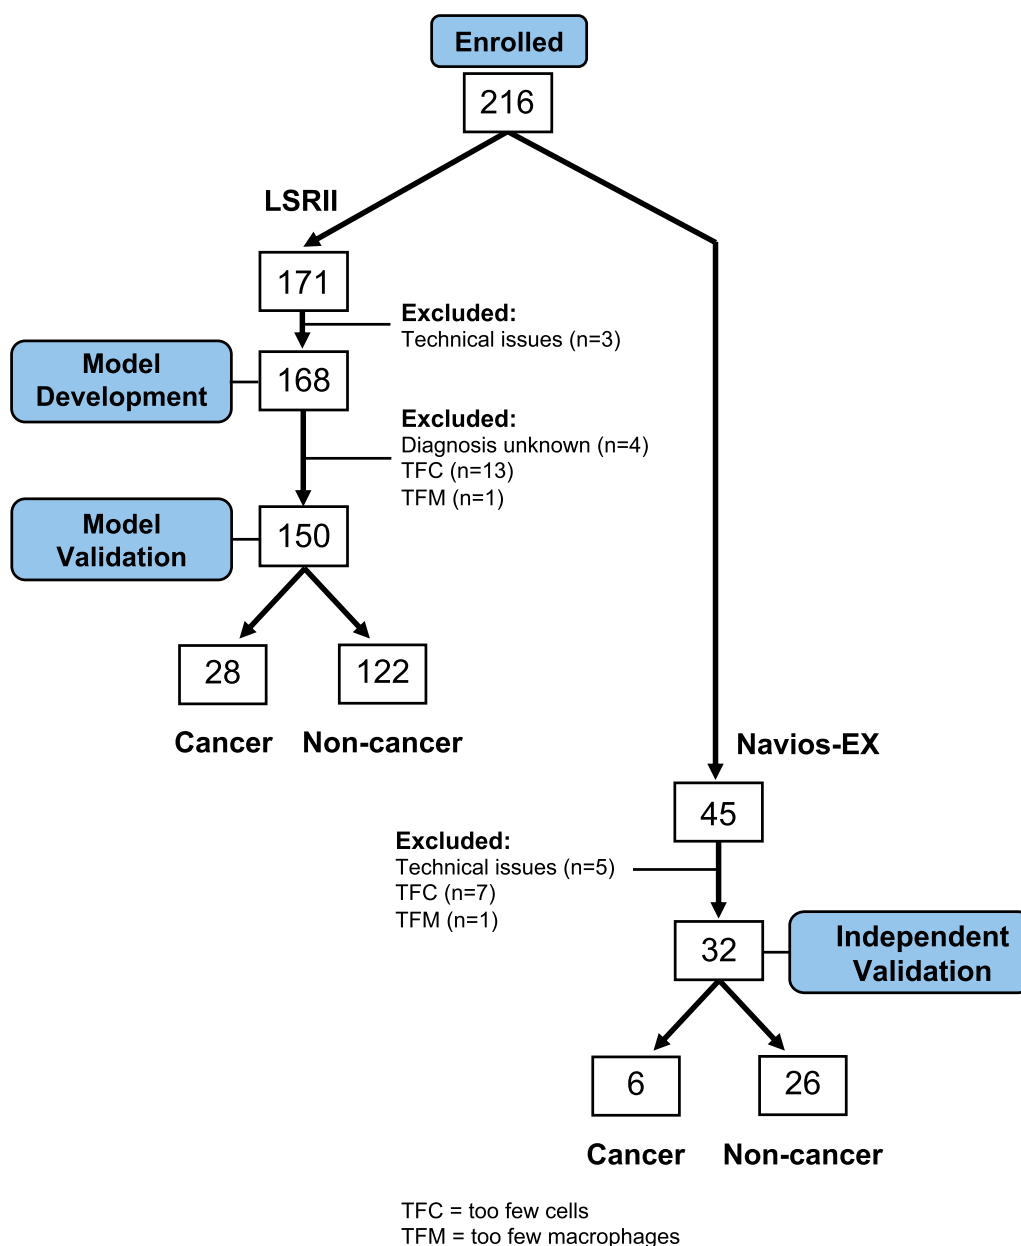 Enrolled
216
LSRII
171
Excluded:
Technical issues (n=3)
Model
Development
168
Excluded:
Diagnosis unknown (n=4)
TFC (n=13)
TFM (n=1)
Model
Validation
150
28
122
Cancer
Non-cancer
Navios-EX
45
Excluded:
Technical issues (n=5)
TFC (n=7)
TFM (n=1)
32
Independent
Validation
6
26
Cancer
Non-cancer
TFC = too few cells
TFM = too few macrophages